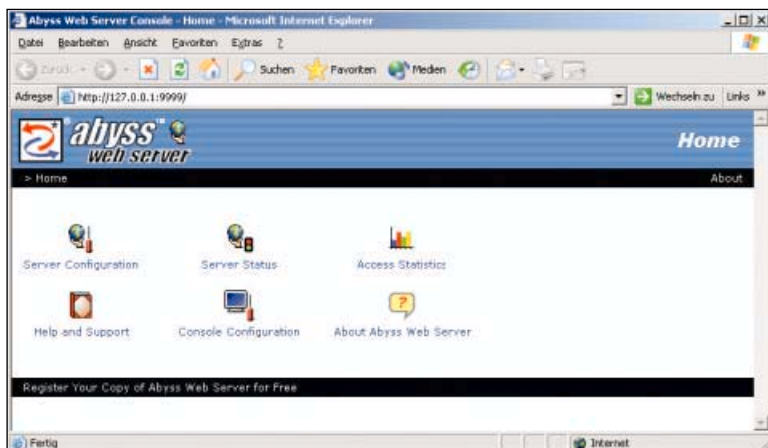 Abyss Web Server Console - Home - Microsoft Internet Explorer
Datei Bearbeiten Ansicht Favoriten Extras ?
Zurück Suchen Favoriten Medien
Adresse http://127.0.0.1:9999/ Wechseln zu Links »
abyss™
web server
Home
> Home About
Server Configuration Server Status Access Statistics
Help and Support Console Configuration About Abyss Web Server
Register Your Copy of Abyss Web Server for Free
Fertig Internet